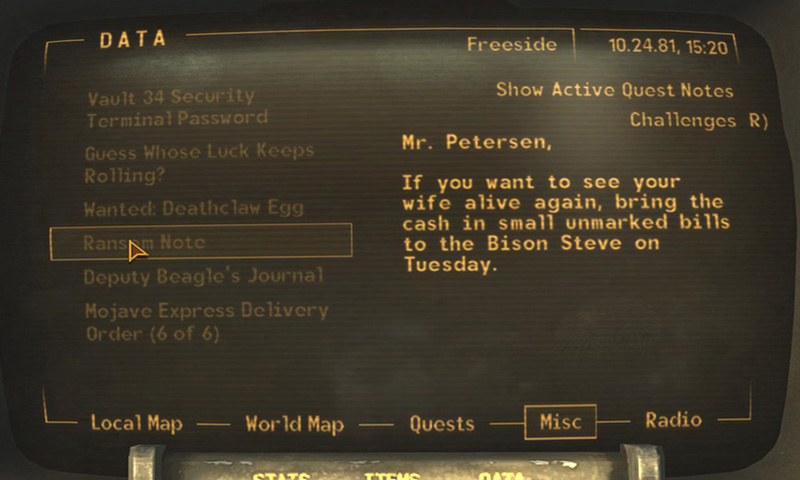 DATA
Freeside
10.24.81, 15:20
Vault 34 Security
Terminal Password
Guess Whose Luck Keeps
Rolling?
Wanted: Deathclaw Egg
Ransom Note
Deputy Beagle's Journal
Mojave Express Delivery
Order (6 of 6)
Show Active Quest Notes
Challenges R)
Mr. Petersen,
If you want to see your
wife alive again, bring the
cash in small unmarked bills
to the Bison Steve on
Tuesday.
Local Map
World Map
Quests
Misc
Radio
STATS
ITEMS
DATA